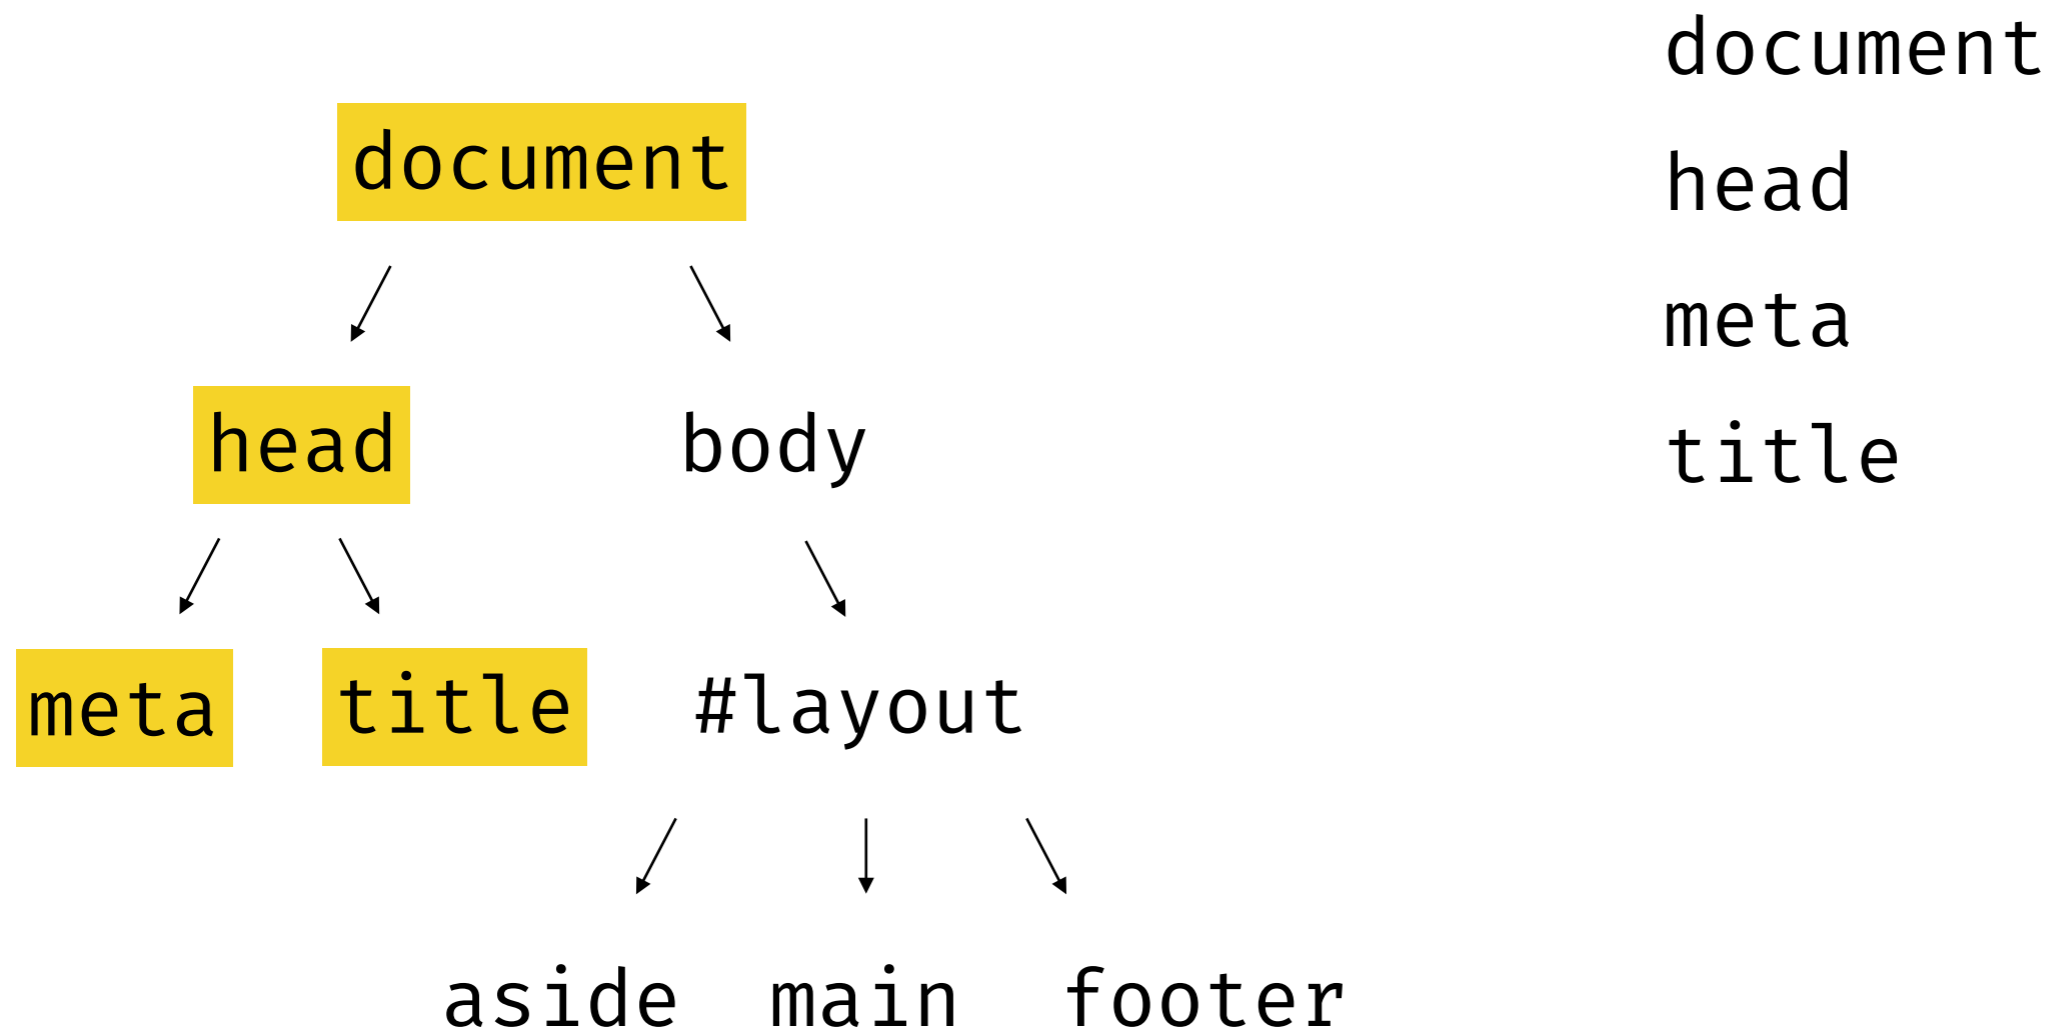 document
head body
meta title #layout
aside main footer
document
head
meta
title